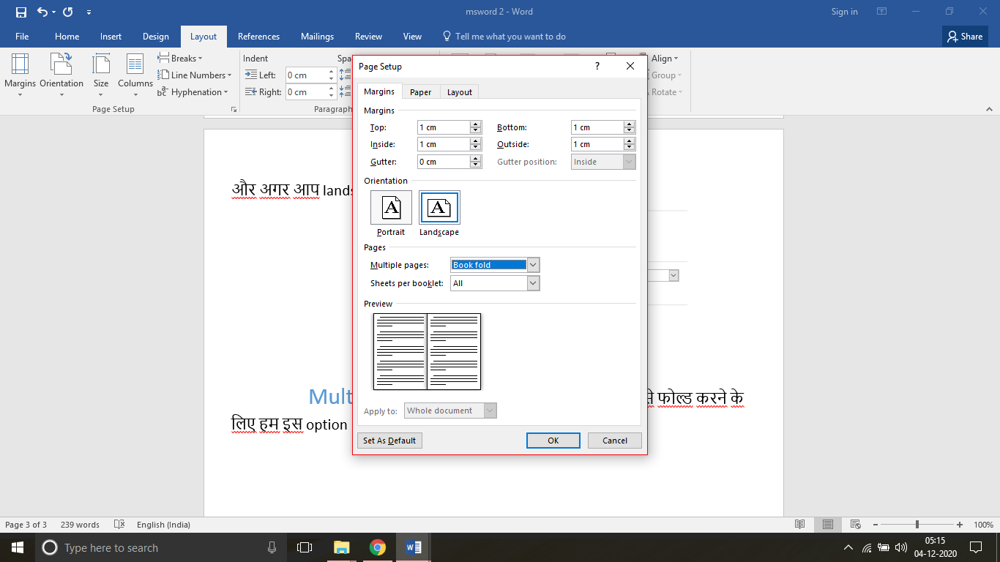 msword 2 - Word
Sign in
File Home Insert Design Layout References Mailings Review View Tell me what you want to do Share
Margins Orientation Size Columns
Breaks
Line Numbers
Hyphenation
Page Setup
Indent
Left: 0 cm
Right: 0 cm
Paragraph
Align
Group
Rotate
Page Setup ?
Margins Paper Layout
Margins
Top: 1 cm Bottom: 1 cm
Inside: 1 cm Outside: 1 cm
Gutter: 0 cm Gutter position: Inside
Orientation
Portrait Landscape
Pages
Multiple pages: Book fold
Sheets per booklet: All
Preview
Apply to: Whole document
Set As Default OK Cancel
और अगर आप lands
Mult
से फोल्ड करने के
लिए हम इस option
Page 3 of 3 239 words English (India) 100%
Type here to search
05:15
04-12-2020